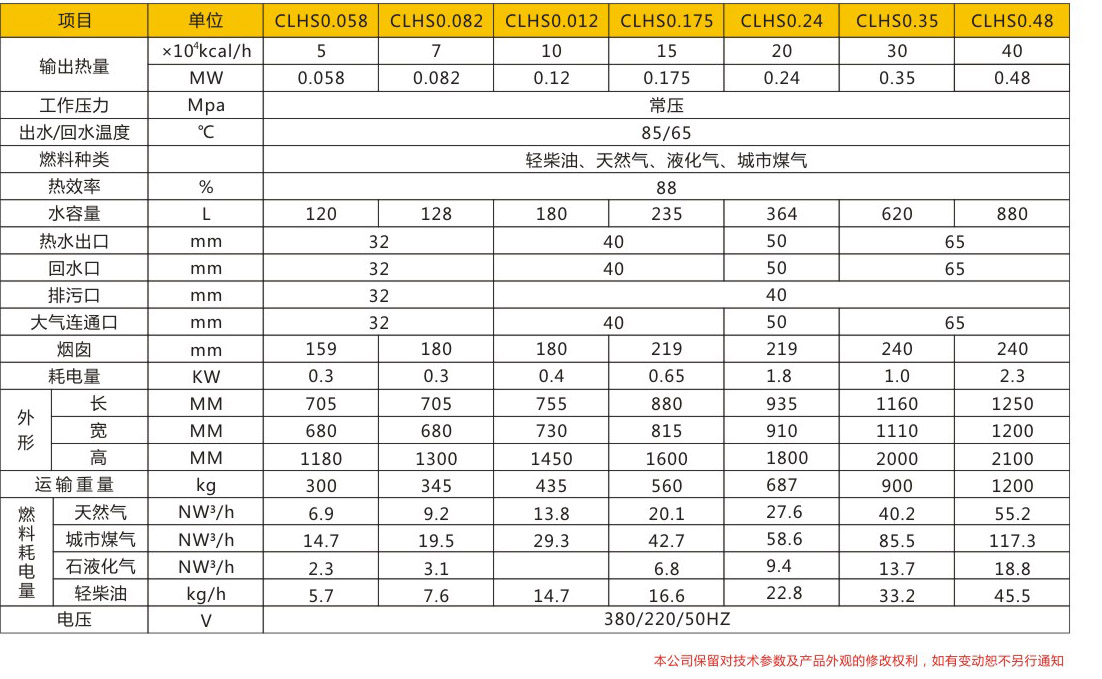 项目 单位 CLHS0.058 CLHS0.082 CLHS0.012 CLHS0.175 CLHS0.24 CLHS0.35 CLHS0.48
输出热量 ×10⁴kcal/h 5 7 10 15 20 30 40
MW 0.058 0.082 0.12 0.175 0.24 0.35 0.48
工作压力 Mpa 常压
出水/回水温度 ℃ 85/65
燃料种类 轻柴油、天然气、液化气、城市煤气
热效率 % 88
水容量 L 120 128 180 235 364 620 880
热水出口 mm 32 40 50 65
回水口 mm 32 40 50 65
排污口 mm 32 40
大气连通口 mm 32 40 50 65
烟囱 mm 159 180 180 219 219 240 240
耗电量 KW 0.3 0.3 0.4 0.65 1.8 1.0 2.3
外形 长 MM 705 705 755 880 935 1160 1250
宽 MM 680 680 730 815 910 1110 1200
高 MM 1180 1300 1450 1600 1800 2000 2100
运输重量 kg 300 345 435 560 687 900 1200
燃料耗电量 天然气 NW³/h 6.9 9.2 13.8 20.1 27.6 40.2 55.2
城市煤气 NW³/h 14.7 19.5 29.3 42.7 58.6 85.5 117.3
石液化气 NW³/h 2.3 3.1 6.8 9.4 13.7 18.8
轻柴油 kg/h 5.7 7.6 14.7 16.6 22.8 33.2 45.5
电压 V 380/220/50HZ
本公司保留对技术参数及产品外观的修改权利，如有变动恕不另行通知